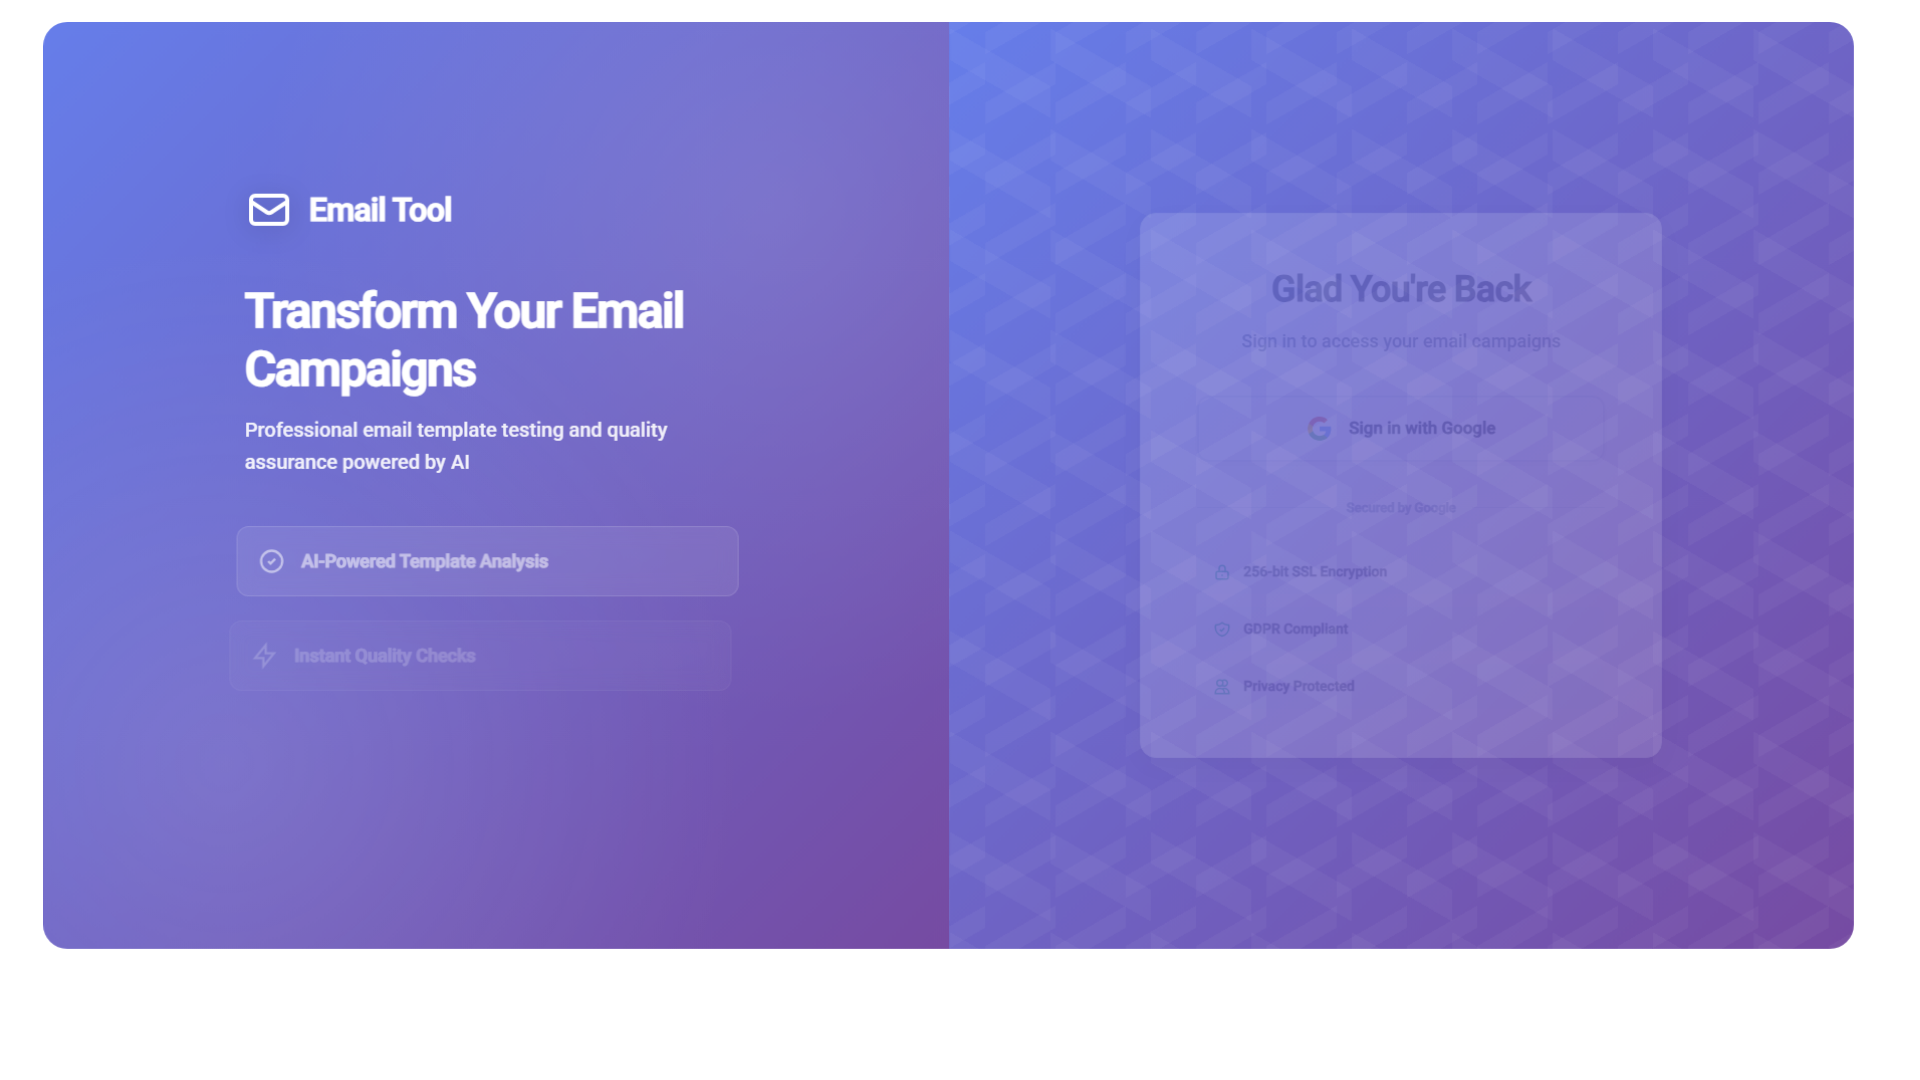 Email Tool
Transform Your Email
Campaigns
Professional email template testing and quality
assurance powered by AI
AI-Powered Template Analysis
Instant Quality Checks
Glad You're Back
Sign in to access your email campaigns
Sign in with Google
Secured by Google
256-bit SSL Encryption
GDPR Compliant
Privacy Protected